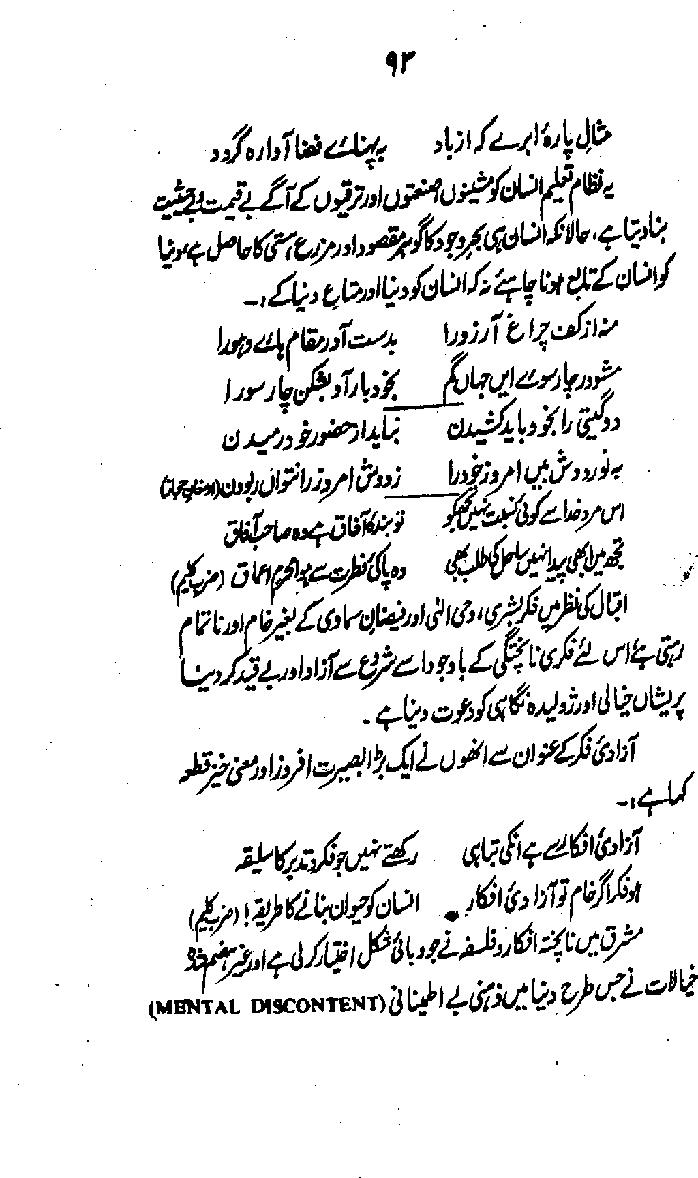 ۹۳
مثالِ پارۂ ابرے کہ از باد بہ پہنائے فضا آوارہ گردد
یہ نظام تعلیم انسان کو مشینوں صنعتوں اور ترقیوں کے آگے بے قیمت بے حیثیت
بنا دیتا ہے، حالانکہ انسان ہی بحرِ وجود کا گوہر مقصود اور مزرعِ ہستی کا حاصل ہے، دنیا
کو انسان کے تابع ہونا چاہئے نہ کہ انسان کو دنیا اور متاعِ دنیا کے:۔
منہ از کف چراغِ آرزو را بدست آور مقام ہائے و ہو را
مشو در چار سوے ایں جہاں گم بخود باز آ و بشکن چار سو را
دو گیتی را بخود باید کشیدن نباید از حضورِ خود رمیدن
بہ نورِ دوش بیں امروزِ خود را ز دوش امروز را نتواں ربودن (ارمغان حجاز)
اس مردِ خدا سے کوئی نسبت نہیں تجھکو تو بندۂ آفاق ہے وہ صاحب آفاق
تجھ میں ابھی پیدا نہیں ساحل کی طلب بھی وہ پاکی فطرت سے ہوا محرمِ اعماق (ضربِ کلیم)
اقبال کی نظر میں فکرِ بشری، وحی الٰہی اور فیضانِ سماوی کے بغیر خام اور ناتمام
رہتی ہے اس لئے فکری ناپختگی کے باوجود اسے شروع سے آزاد اور بے قید کر دینا
پریشاں خیالی اور ژولیدہ نگاہی کو دعوت دینا ہے۔
آزادیٔ فکر کے عنوان سے انھوں نے ایک بڑا بصیرت افروز اور معنی خیز قطعہ
کہا ہے:۔
آزادیٔ افکار سے ہے انکی تباہی رکھتے نہیں جو فکر و تدبر کا سلیقہ
ہو فکر اگر خام تو آزادیٔ افکار انسان کو حیوان بنانے کا طریقہ! (ضربِ کلیم)
مشرق میں ناپختہ افکار و فلسفہ نے جو وبائی شکل اختیار کر لی ہے اور غیر ہضم شدہ
خیالات نے جس طرح دنیا میں ذہنی بے اطمینانی (MENTAL DISCONTENT)